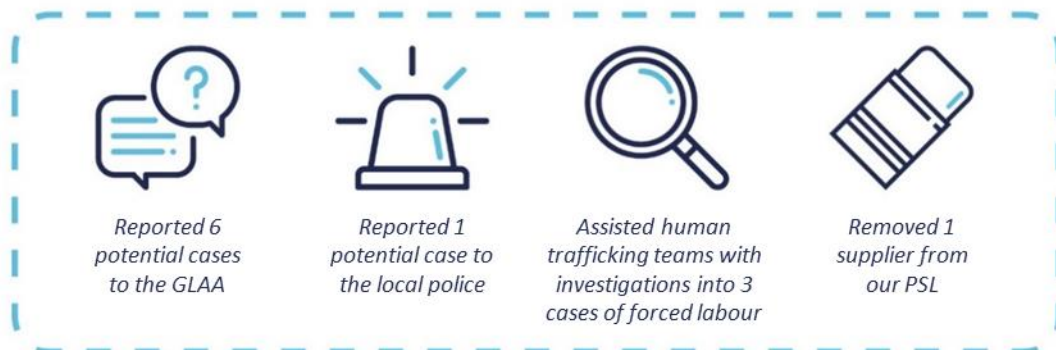 ?
Reported 6
potential cases
to the GLAA
Reported 1
potential case to
the local police
Assisted human
trafficking teams with
investigations into 3
cases of forced labour
Removed 1
supplier from
our PSL